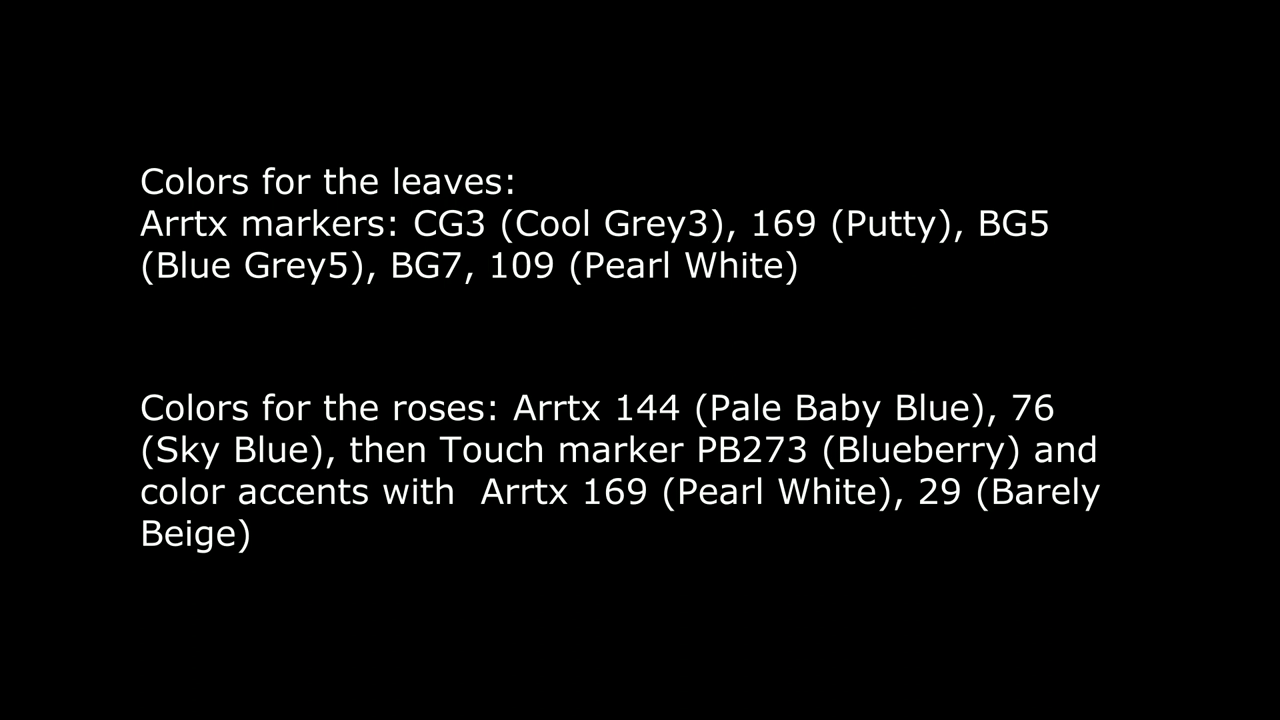 Colors for the leaves:
Arrtx markers: CG3 (Cool Grey3), 169 (Putty), BG5
(Blue Grey5), BG7, 109 (Pearl White)
Colors for the roses: Arrtx 144 (Pale Baby Blue), 76
(Sky Blue), then Touch marker PB273 (Blueberry) and
color accents with  Arrtx 169 (Pearl White), 29 (Barely
Beige)